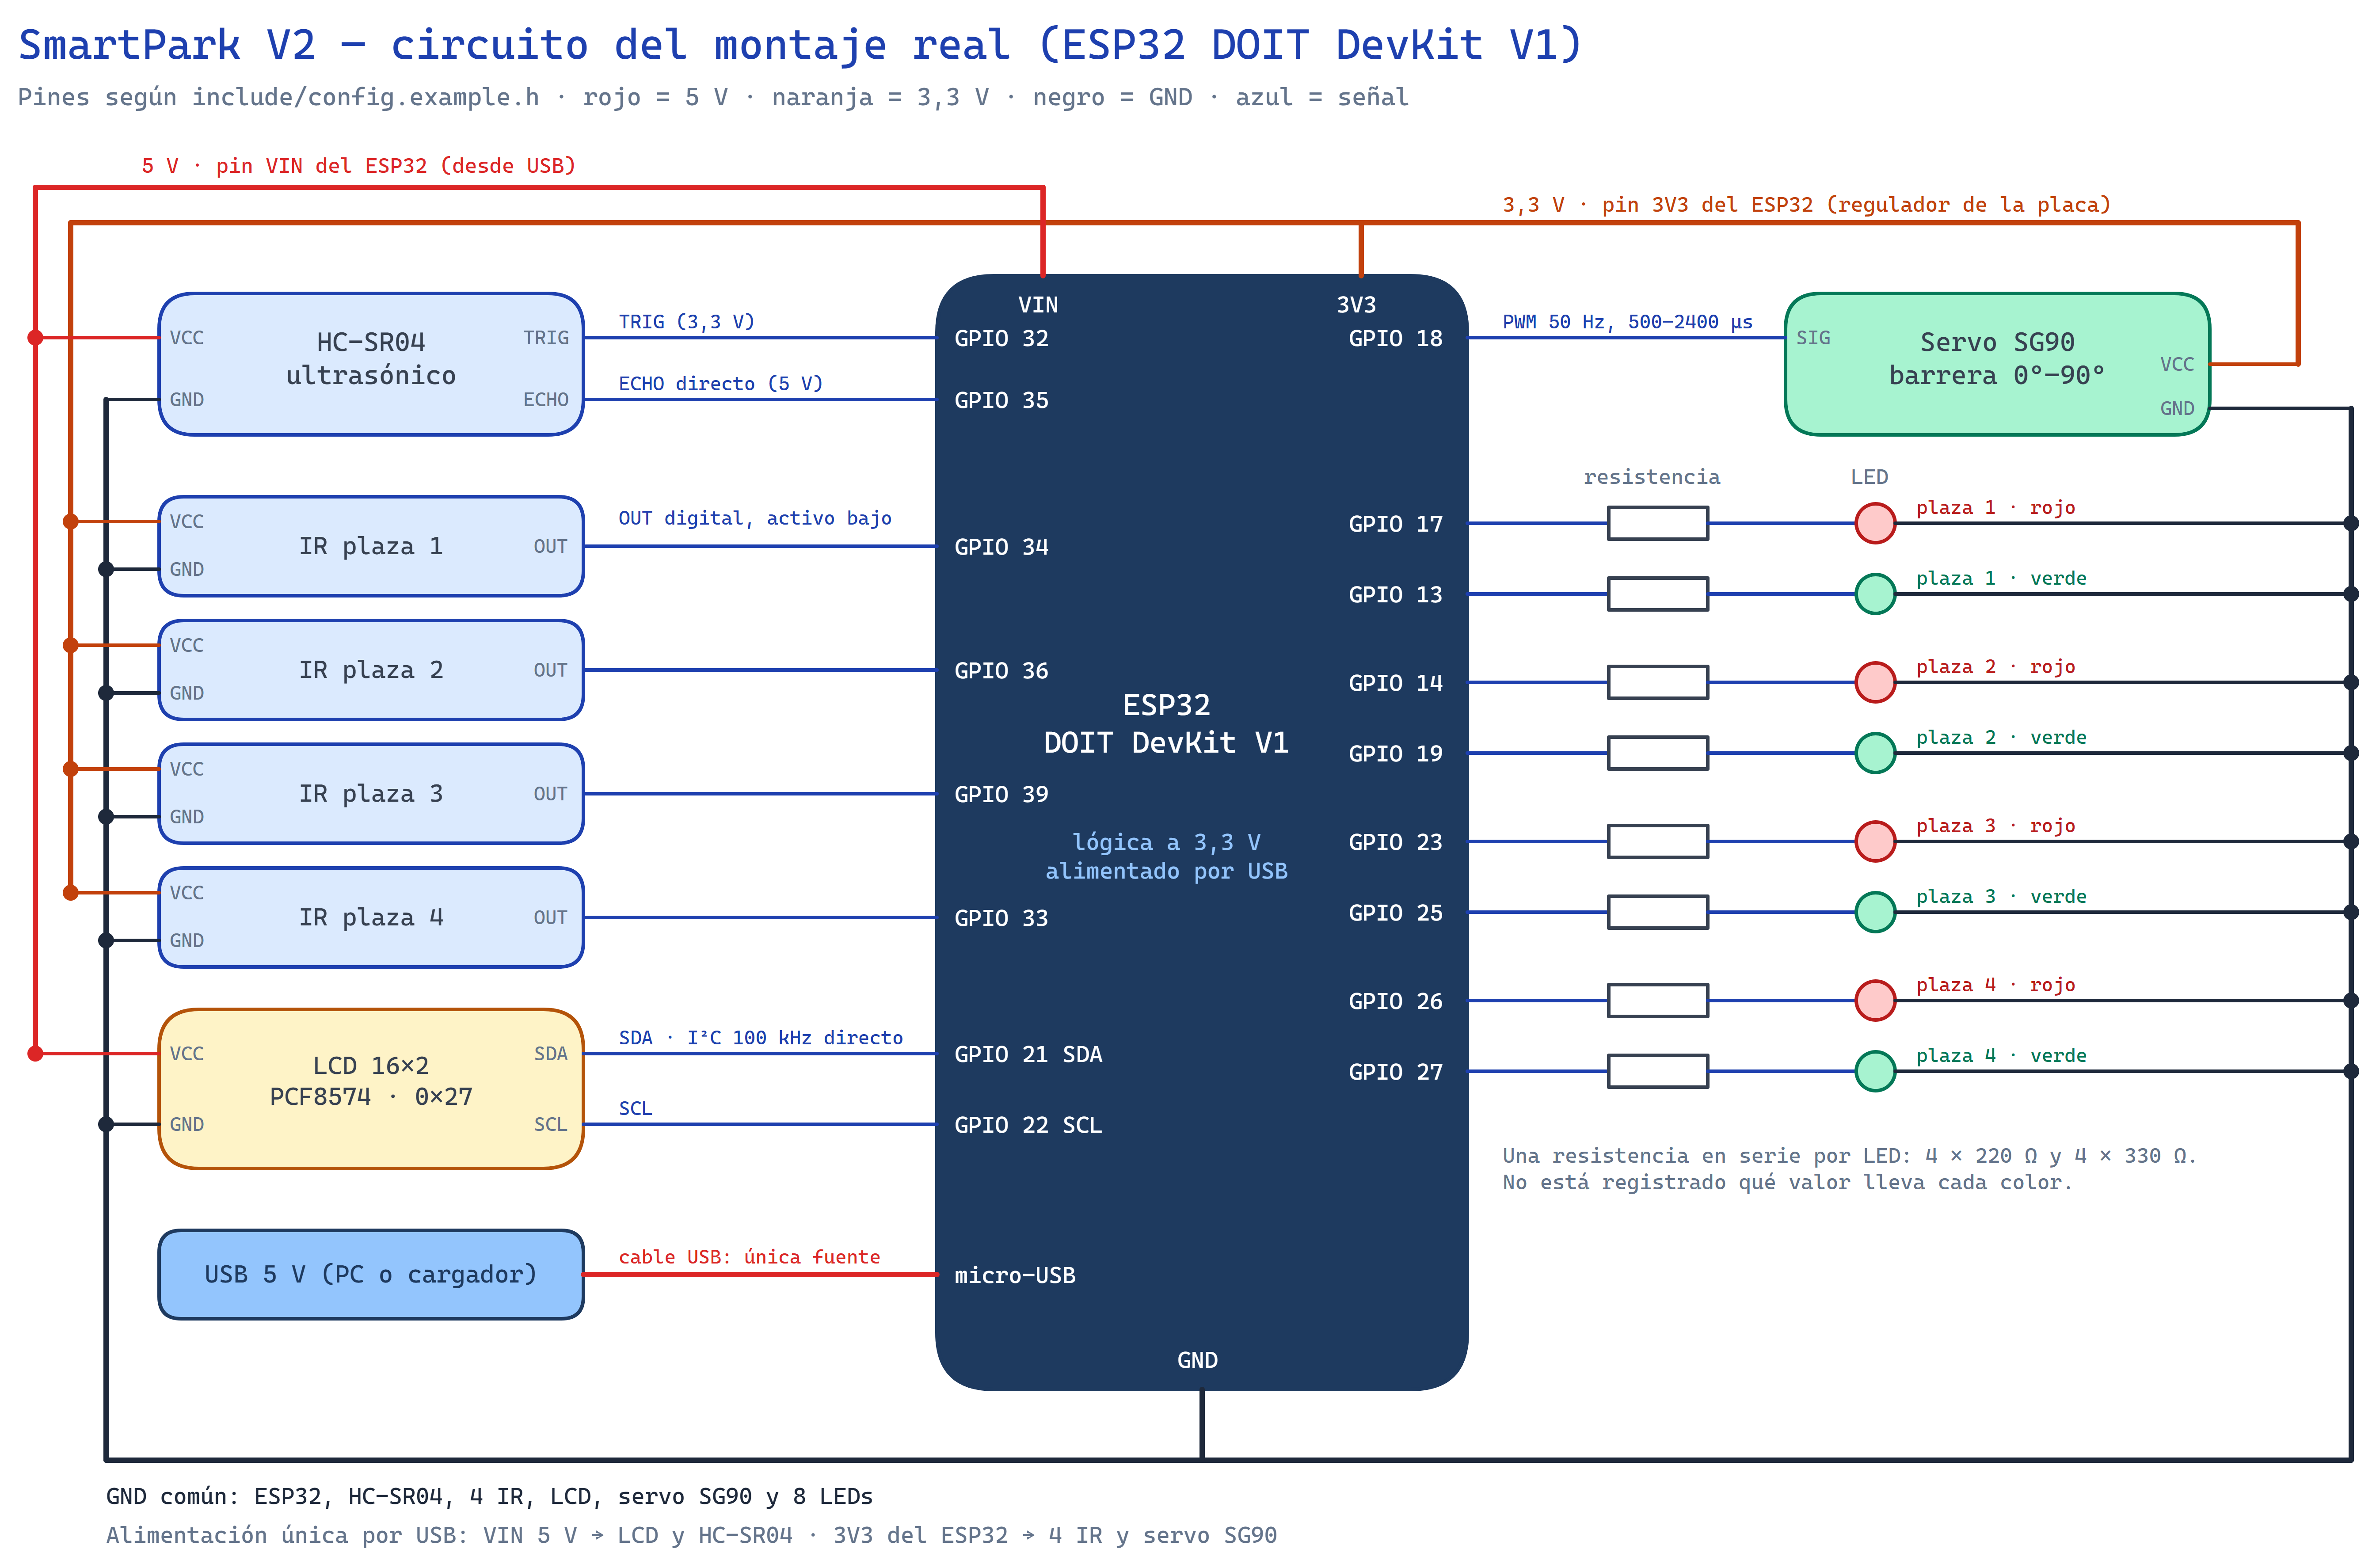 SmartPark V2 — circuito del montaje real (ESP32 DOIT DevKit V1)
Pines según include/config.example.h · rojo = 5 V · naranja = 3,3 V · negro = GND · azul = señal
5 V · pin VIN del ESP32 (desde USB)
3,3 V · pin 3V3 del ESP32 (regulador de la placa)
VCC
GND
HC-SR04
ultrasónico
TRIG
ECHO
TRIG (3,3 V)
ECHO directo (5 V)
VCC
GND
IR plaza 1
OUT
OUT digital, activo bajo
VCC
GND
IR plaza 2
OUT
VCC
GND
IR plaza 3
OUT
VCC
GND
IR plaza 4
OUT
VCC
GND
LCD 16×2
PCF8574 · 0×27
SDA
SCL
SDA · I²C 100 kHz directo
SCL
USB 5 V (PC o cargador)
cable USB: única fuente
VIN
3V3
GPIO 32
GPIO 35
GPIO 34
GPIO 36
GPIO 39
GPIO 33
GPIO 21 SDA
GPIO 22 SCL
micro-USB
ESP32
DOIT DevKit V1
lógica a 3,3 V
alimentado por USB
GND
GPIO 18
GPIO 17
GPIO 13
GPIO 14
GPIO 19
GPIO 23
GPIO 25
GPIO 26
GPIO 27
PWM 50 Hz, 500–2400 µs
SIG
Servo SG90
barrera 0°–90°
VCC
GND
resistencia
LED
plaza 1 · rojo
plaza 1 · verde
plaza 2 · rojo
plaza 2 · verde
plaza 3 · rojo
plaza 3 · verde
plaza 4 · rojo
plaza 4 · verde
Una resistencia en serie por LED: 4 × 220 Ω y 4 × 330 Ω.
No está registrado qué valor lleva cada color.
GND común: ESP32, HC-SR04, 4 IR, LCD, servo SG90 y 8 LEDs
Alimentación única por USB: VIN 5 V → LCD y HC-SR04 · 3V3 del ESP32 → 4 IR y servo SG90